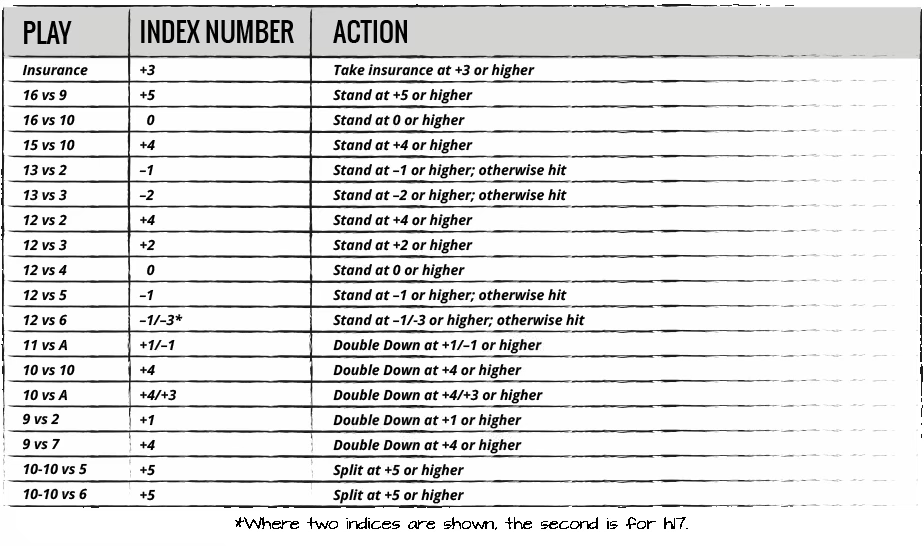 PLAY INDEX NUMBER ACTION
Insurance +3 Take insurance at +3 or higher
16 vs 9 +5 Stand at +5 or higher
16 vs 10 0 Stand at 0 or higher
15 vs 10 +4 Stand at +4 or higher
13 vs 2 –1 Stand at –1 or higher; otherwise hit
13 vs 3 –2 Stand at –2 or higher; otherwise hit
12 vs 2 +4 Stand at +4 or higher
12 vs 3 +2 Stand at +2 or higher
12 vs 4 0 Stand at 0 or higher
12 vs 5 –1 Stand at –1 or higher; otherwise hit
12 vs 6 –1/–3* Stand at –1/-3 or higher; otherwise hit
11 vs A +1/–1 Double Down at +1/–1 or higher
10 vs 10 +4 Double Down at +4 or higher
10 vs A +4/+3 Double Down at +4/+3 or higher
9 vs 2 +1 Double Down at +1 or higher
9 vs 7 +4 Double Down at +4 or higher
10-10 vs 5 +5 Split at +5 or higher
10-10 vs 6 +5 Split at +5 or higher
*Where two indices are shown, the second is for h17.